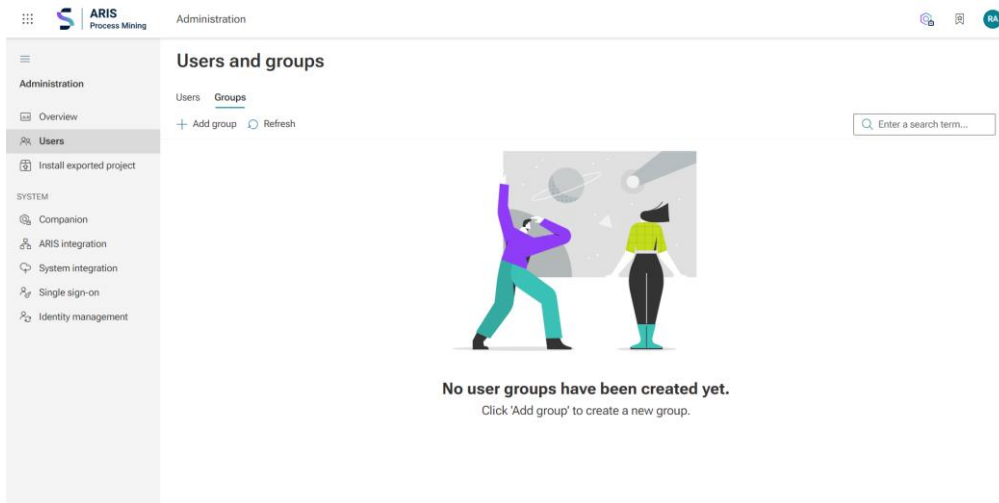 ARIS
Process Mining
Administration
RA
Administration
Overview
Users
Install exported project
SYSTEM
Companion
ARIS integration
System integration
Single sign-on
Identity management
Users and groups
Users Groups
Add group Refresh
Enter a search term...
No user groups have been created yet.
Click 'Add group' to create a new group.